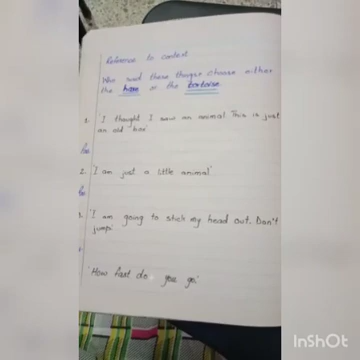 Reference to context
Who said these things choose either
the hare or the tortoise.
1. 'I thought I saw an animal. This is just
an old box'
2. 'I am just a little animal'.
3. 'I am going to stick my head out. Don't
jump.'
'How fast do you go.'
InShOt